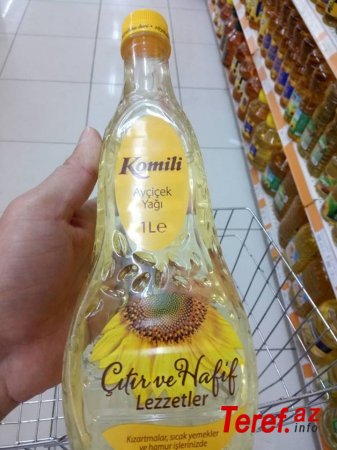 Komili
Ayçiçek
Yağı
1Le
Çıtır ve Hafif
Lezzetler
Kızartmalar, sıcak yemekler
ve hamur işlerinizde
Teref.az
info